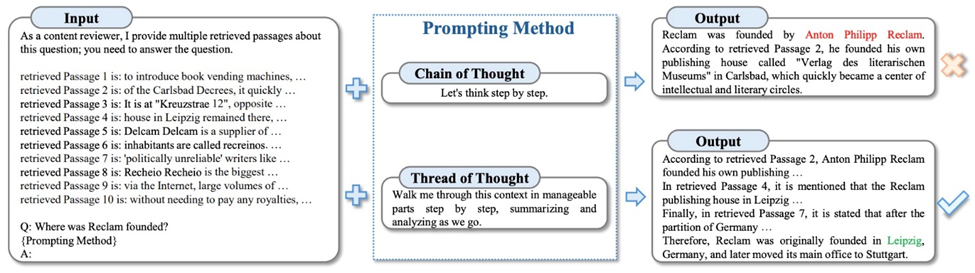 Input
As a content reviewer, I provide multiple retrieved passages about
this question; you need to answer the question.
retrieved Passage 1 is: to introduce book vending machines, …
retrieved Passage 2 is: of the Carlsbad Decrees, it quickly …
retrieved Passage 3 is: It is at "Kreuzstrae 12", opposite …
retrieved Passage 4 is: house in Leipzig remained there, …
retrieved Passage 5 is: Delcam Delcam is a supplier of …
retrieved Passage 6 is: inhabitants are called recreinos. …
retrieved Passage 7 is: 'politically unreliable' writers like …
retrieved Passage 8 is: Recheio Recheio is the biggest …
retrieved Passage 9 is: via the Internet, large volumes of …
retrieved Passage 10 is: without needing to pay any royalties, …
Q: Where was Reclam founded?
{Prompting Method}
A:
Prompting Method
Chain of Thought
Let's think step by step.
Thread of Thought
Walk me through this context in manageable
parts step by step, summarizing and
analyzing as we go.
Output
Reclam was founded by Anton Philipp Reclam.
According to retrieved Passage 2, he founded his own
publishing house called "Verlag des literarischen
Museums" in Carlsbad, which quickly became a center of
intellectual and literary circles.
Output
According to retrieved Passage 2, Anton Philipp Reclam
founded his own publishing …
In retrieved Passage 4, it is mentioned that the Reclam
publishing house in Leipzig …
Finally, in retrieved Passage 7, it is stated that after the
partition of Germany …
Therefore, Reclam was originally founded in Leipzig,
Germany, and later moved its main office to Stuttgart.